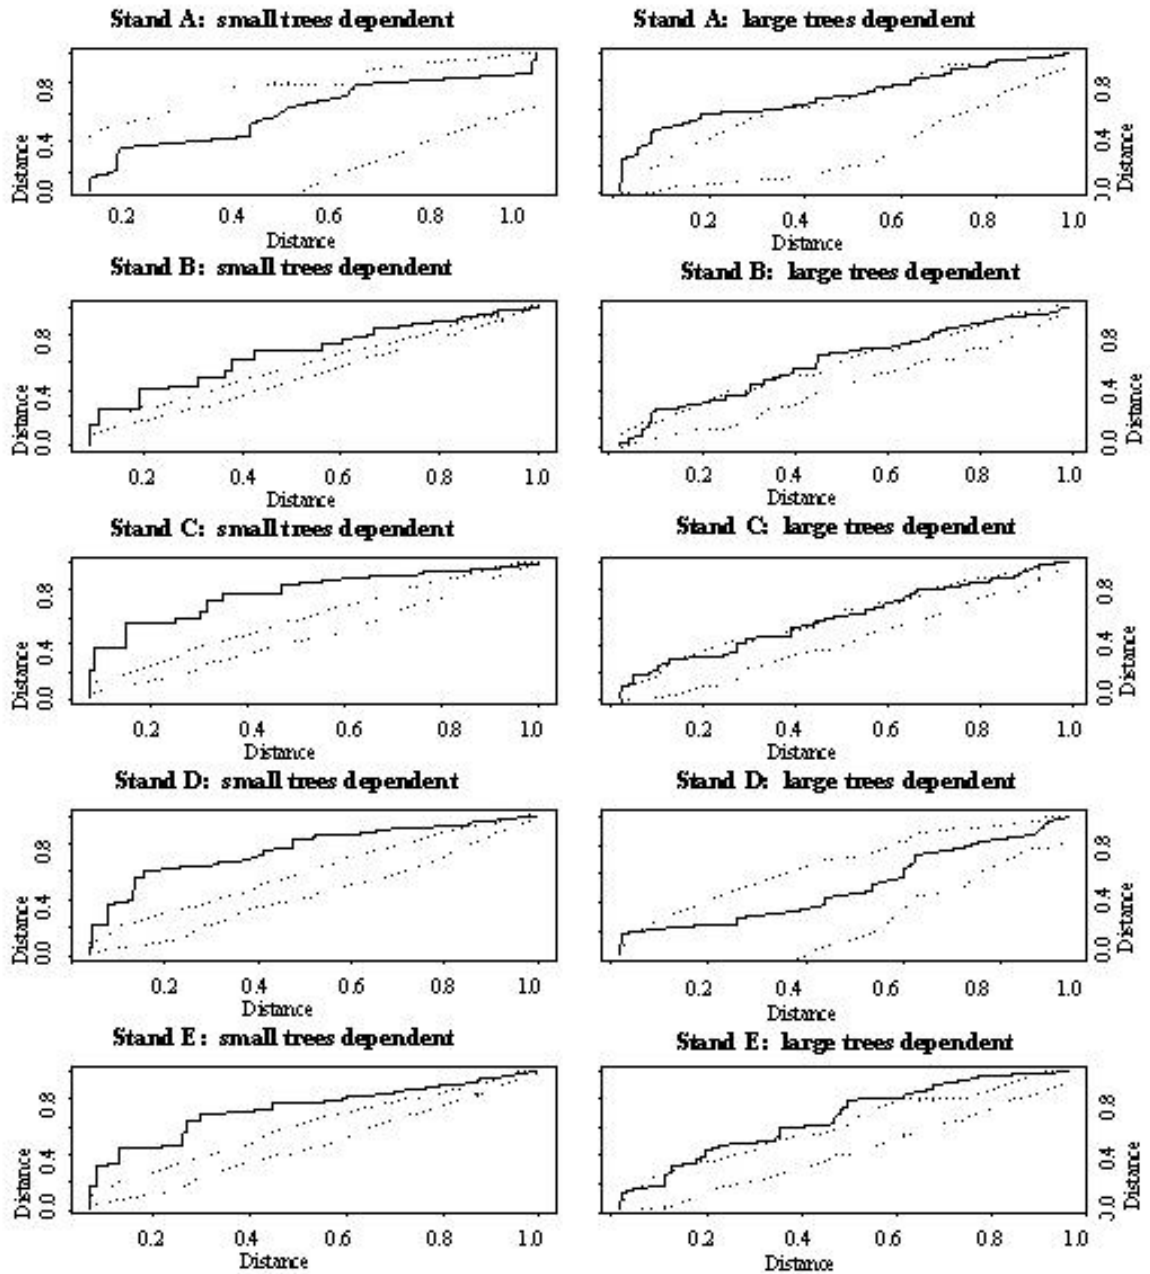 Stand A: small trees dependent
Stand A: large trees dependent
Distance
0.0 0.4 0.8
0.2 0.4 0.6 0.8 1.0
Distance
0.2 0.4 0.6 0.8 1.0
Distance
0.0 0.4 0.8
Distance
Stand B: small trees dependent
Stand B: large trees dependent
Distance
0.0 0.4 0.8
0.2 0.4 0.6 0.8 1.0
Distance
0.2 0.4 0.6 0.8 1.0
Distance
0.0 0.4 0.8
Distance
Stand C: small trees dependent
Stand C: large trees dependent
Distance
0.0 0.4 0.8
0.2 0.4 0.6 0.8 1.0
Distance
0.2 0.4 0.6 0.8 1.0
Distance
0.0 0.4 0.8
Distance
Stand D: small trees dependent
Stand D: large trees dependent
Distance
0.0 0.4 0.8
0.2 0.4 0.6 0.8 1.0
Distance
0.2 0.4 0.6 0.8 1.0
Distance
0.0 0.4 0.8
Distance
Stand E: small trees dependent
Stand E: large trees dependent
Distance
0.0 0.4 0.8
0.2 0.4 0.6 0.8 1.0
Distance
0.2 0.4 0.6 0.8 1.0
Distance
0.0 0.4 0.8
Distance